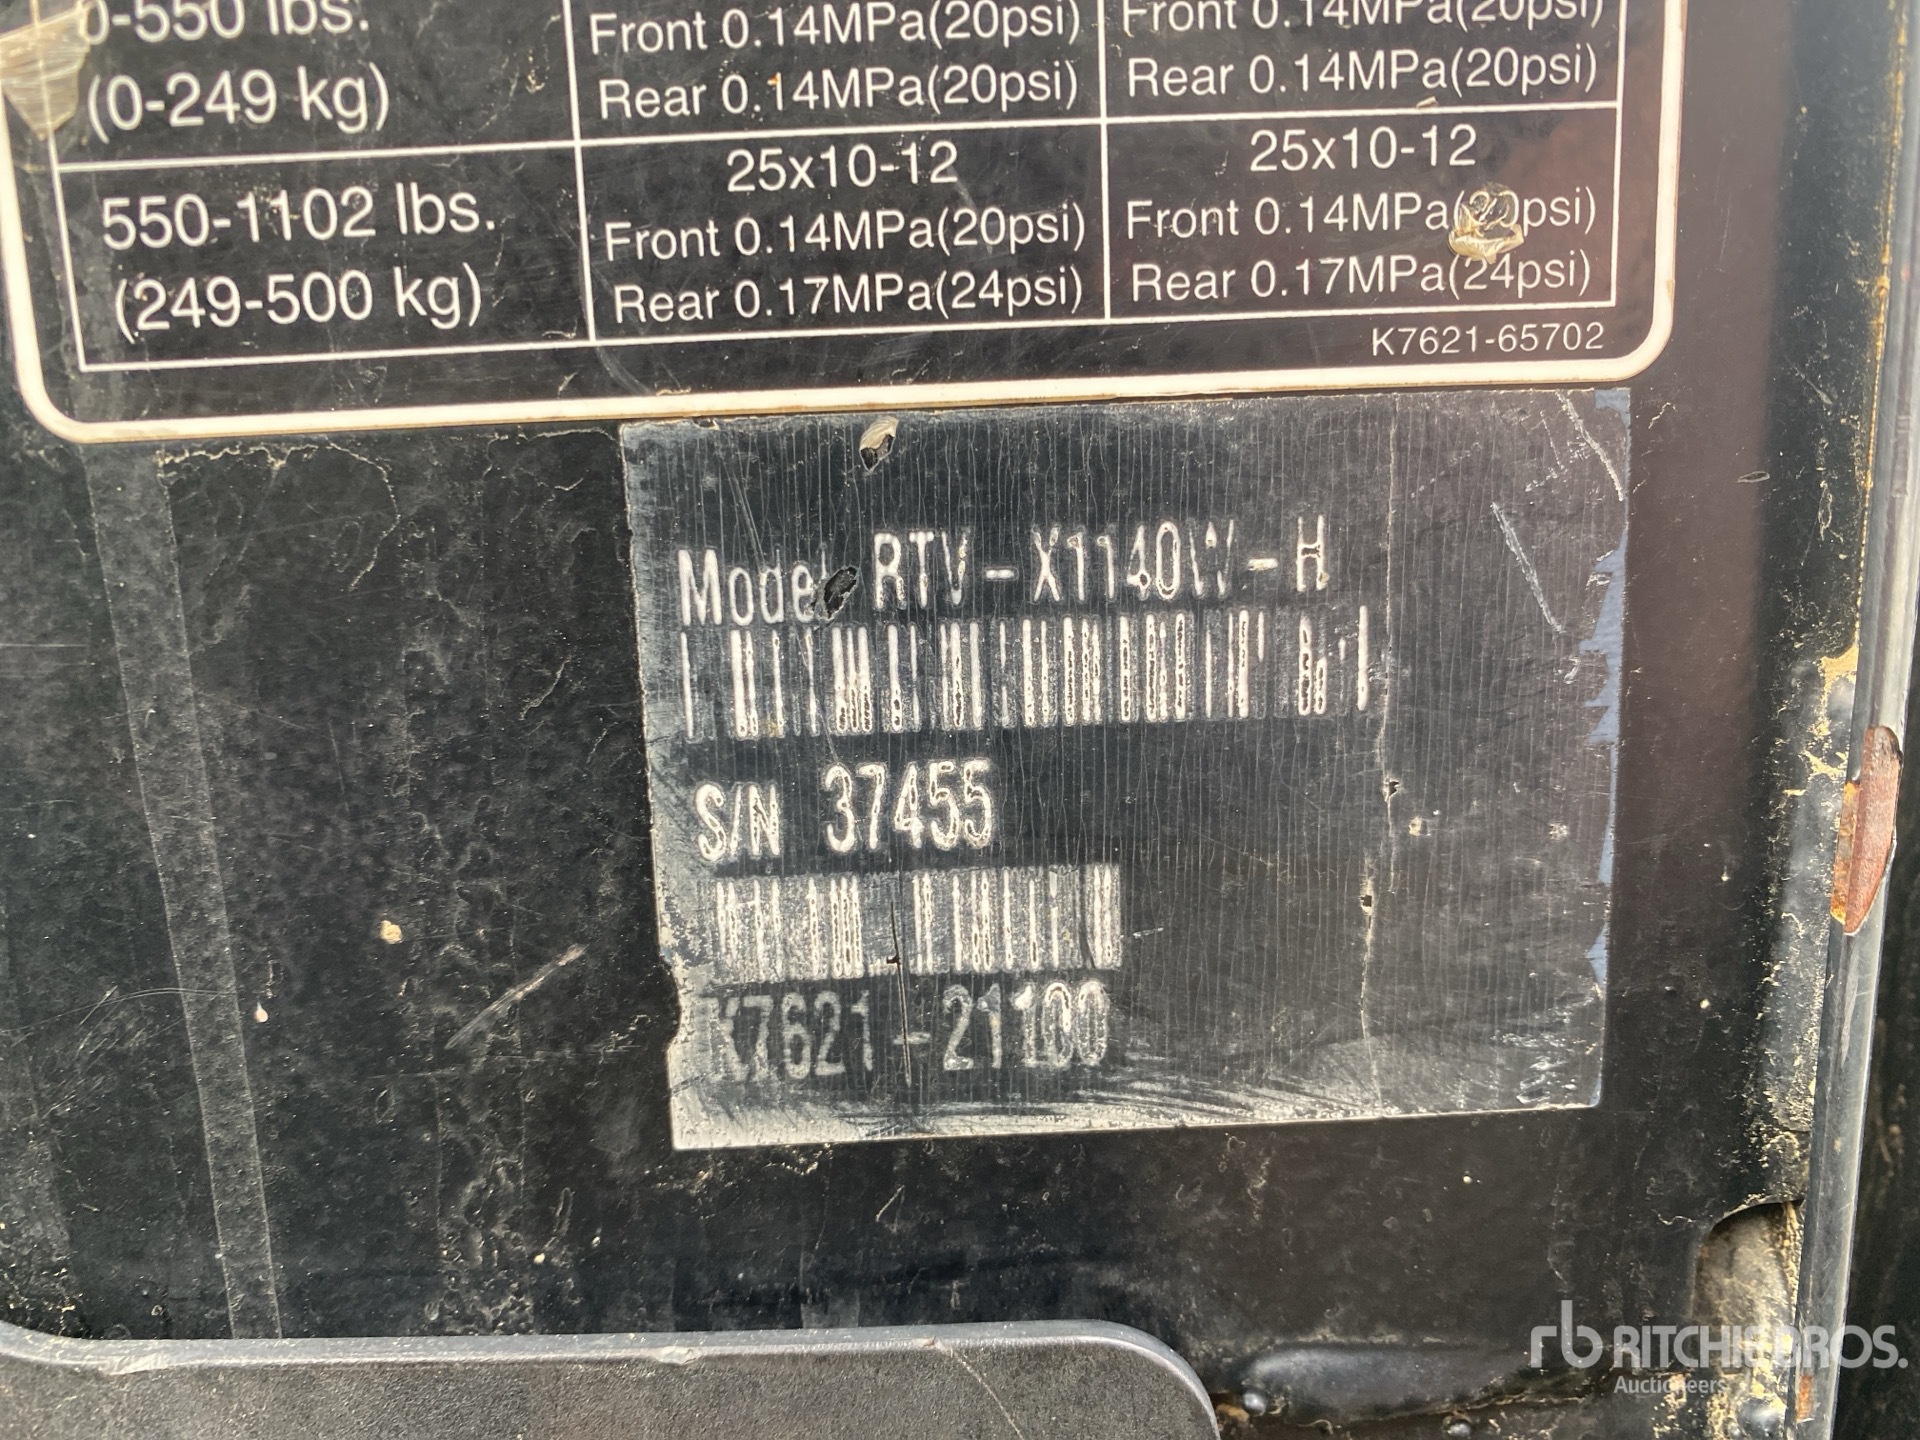 0-550 lbs.
(0-249 kg)
Front 0.14MPa(20psi)
Rear 0.14MPa(20psi)
Front 0.14MPa(20psi)
Rear 0.14MPa(20psi)
550-1102 lbs.
(249-500 kg)
25x10-12
Front 0.14MPa(20psi)
Rear 0.17MPa(24psi)
25x10-12
Front 0.14MPa(20psi)
Rear 0.17MPa(24psi)
K7621-65702
Model RTV-X1140W-H
S/N 37455
K7621-21100
rb RITCHIE BROS.
Auctioneers